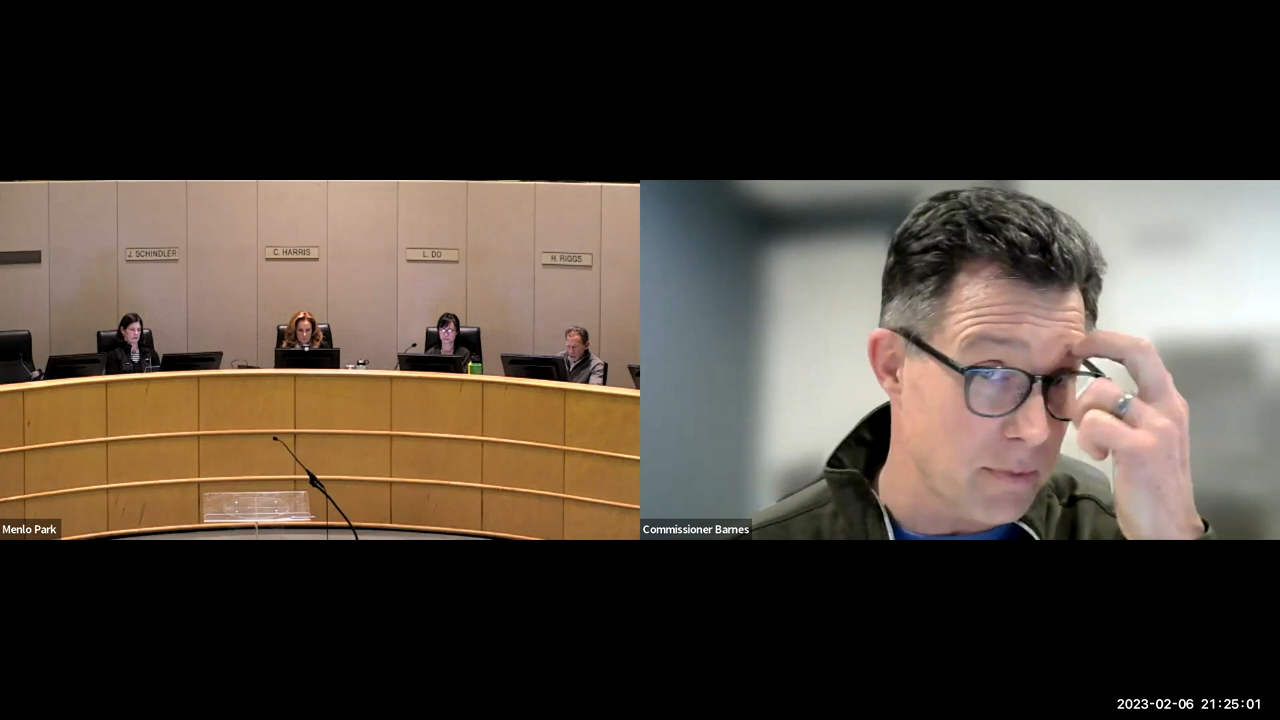 J. SCHINDLER
C. HARRIS
L. DO
H. RIGGS
Menlo Park
Commissioner Barnes
2023-02-06 21:25:01